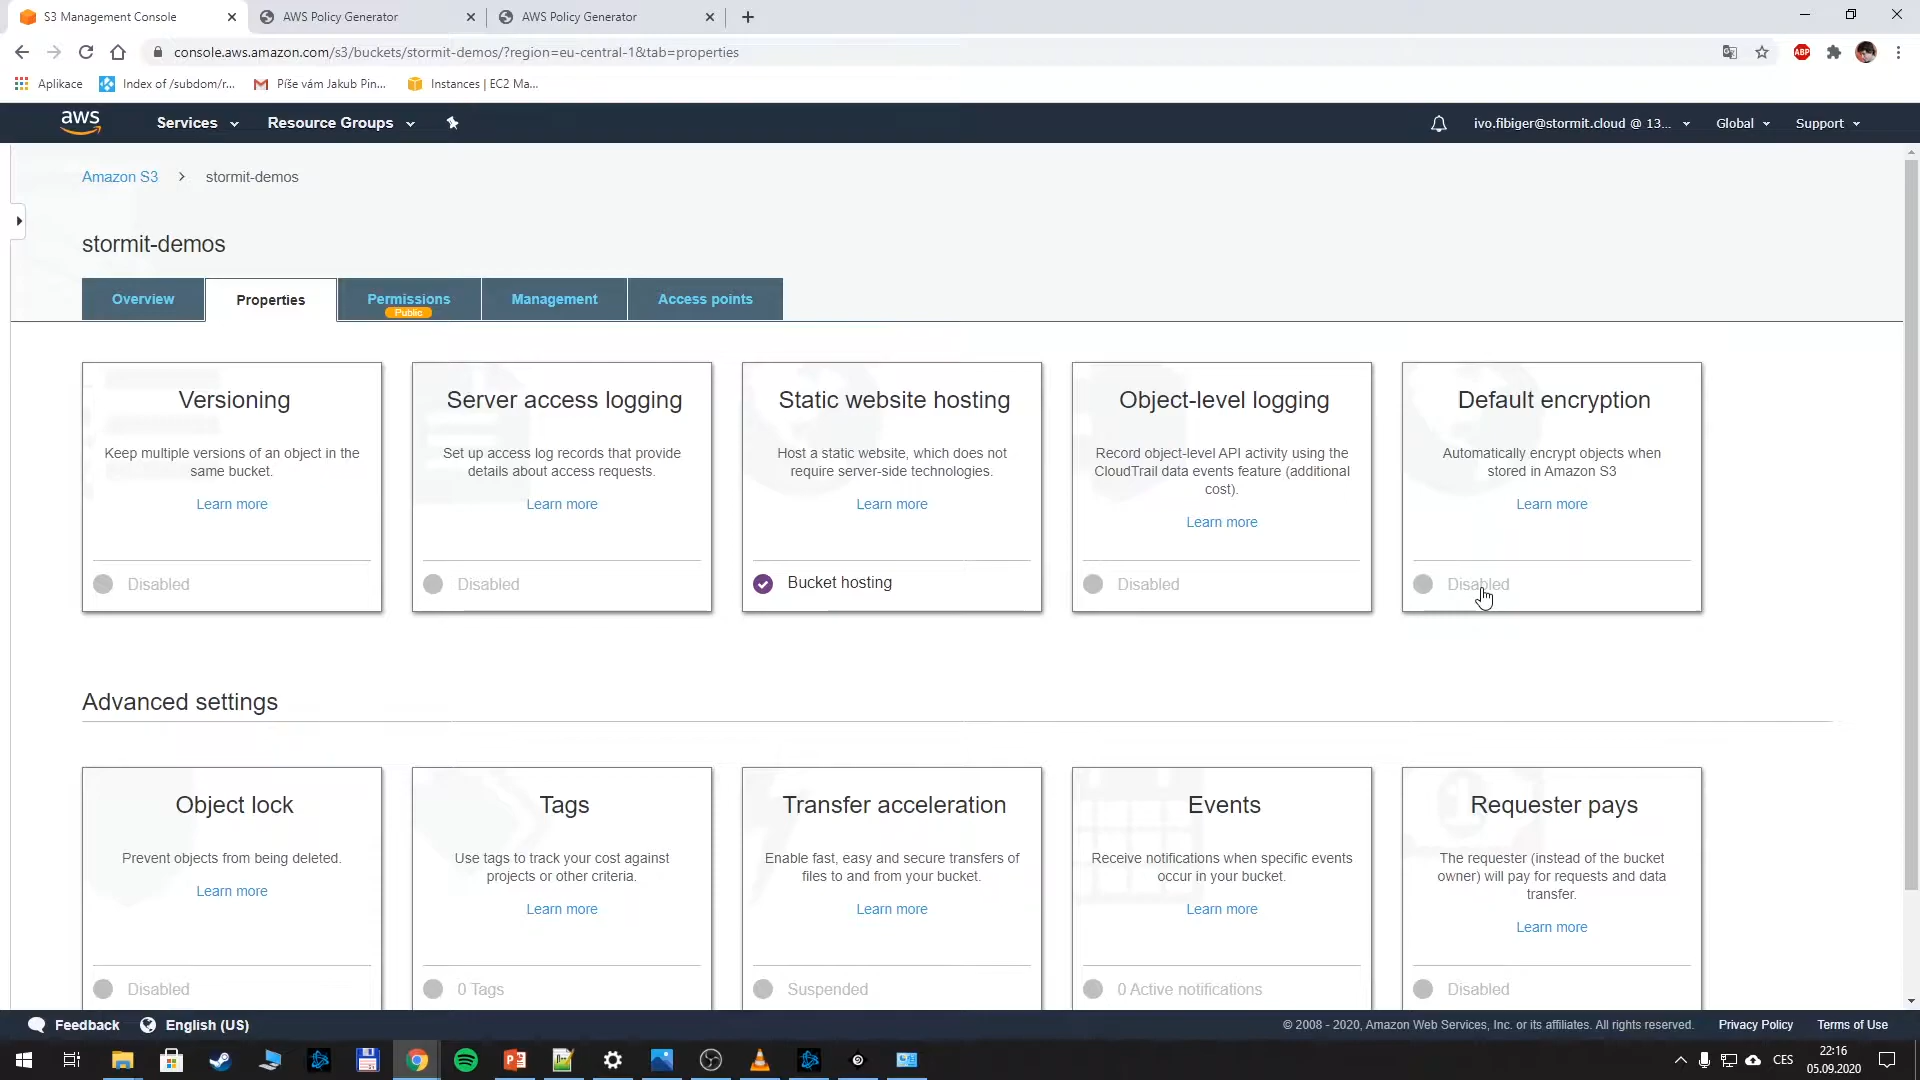 S3 Management Console
AWS Policy Generator
AWS Policy Generator
console.aws.amazon.com/s3/buckets/stormit-demos/?region=eu-central-1&tab=properties
ABP
Aplikace
Index of /subdom/r...
Píše vám Jakub Pin...
Instances | EC2 Ma...
aws
Services
Resource Groups
ivo.fibiger@stormit.cloud @ 13...
Global
Support
Amazon S3
stormit-demos
stormit-demos
Overview
Properties
Permissions
Public
Management
Access points
Versioning
Keep multiple versions of an object in the
same bucket.
Learn more
Disabled
Server access logging
Set up access log records that provide
details about access requests.
Learn more
Disabled
Static website hosting
Host a static website, which does not
require server-side technologies.
Learn more
Bucket hosting
Object-level logging
Record object-level API activity using the
CloudTrail data events feature (additional
cost).
Learn more
Disabled
Default encryption
Automatically encrypt objects when
stored in Amazon S3
Learn more
Disabled
Advanced settings
Object lock
Prevent objects from being deleted.
Learn more
Disabled
Tags
Use tags to track your cost against
projects or other criteria.
Learn more
0 Tags
Transfer acceleration
Enable fast, easy and secure transfers of
files to and from your bucket.
Learn more
Suspended
Events
Receive notifications when specific events
occur in your bucket.
Learn more
0 Active notifications
Requester pays
The requester (instead of the bucket
owner) will pay for requests and data
transfer.
Learn more
Disabled
Feedback
English (US)
© 2008 - 2020, Amazon Web Services, Inc. or its affiliates. All rights reserved.
Privacy Policy
Terms of Use
CES
22:16
05.09.2020